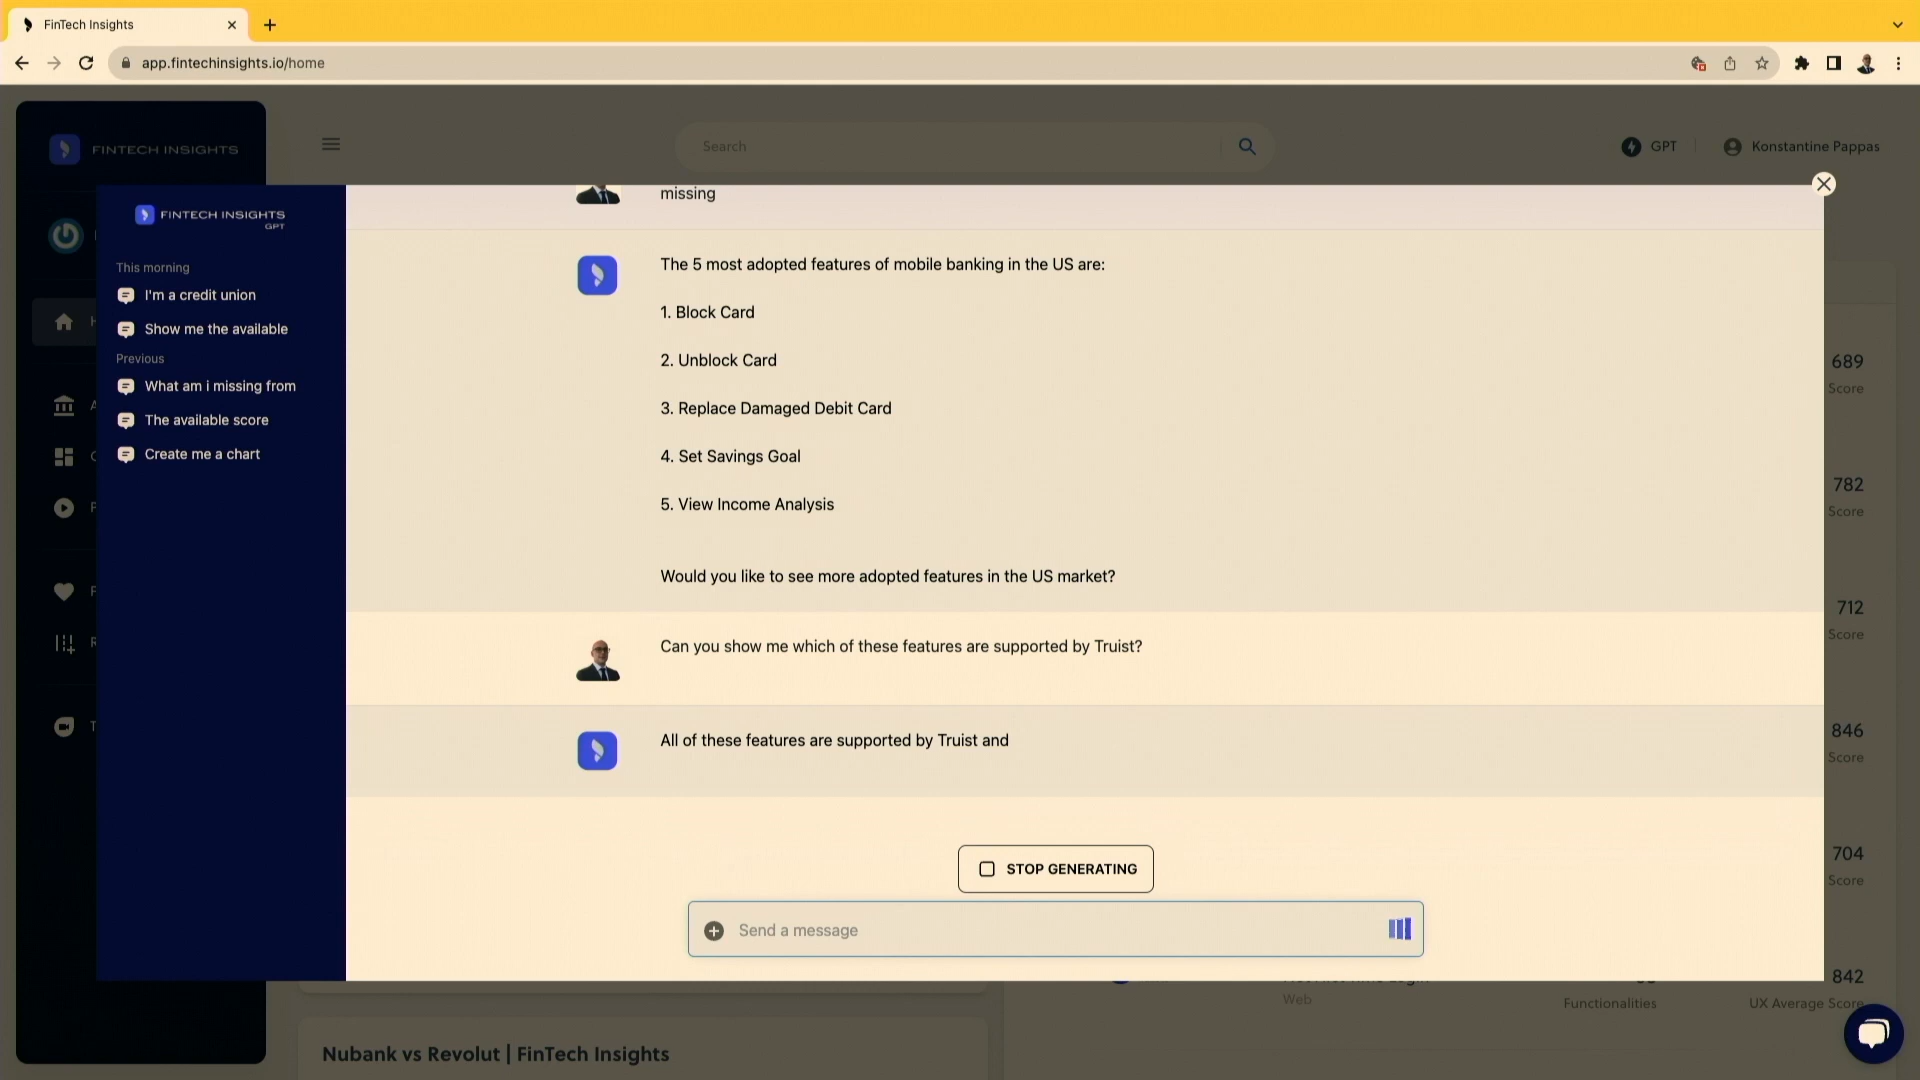 FinTech Insights
app.fintechinsights.io/home
FINTECH INSIGHTS
Search
GPT
Konstantine Pappas
FINTECH INSIGHTS
GPT
This morning
I'm a credit union
Show me the available
Previous
What am i missing from
The available score
Create me a chart
missing
The 5 most adopted features of mobile banking in the US are:
1. Block Card
2. Unblock Card
3. Replace Damaged Debit Card
4. Set Savings Goal
5. View Income Analysis
Would you like to see more adopted features in the US market?
Can you show me which of these features are supported by Truist?
All of these features are supported by Truist and
STOP GENERATING
Send a message
689
Score
782
Score
712
Score
846
Score
704
Score
842
Web
Functionalities
UX Average Score
Nubank vs Revolut | FinTech Insights